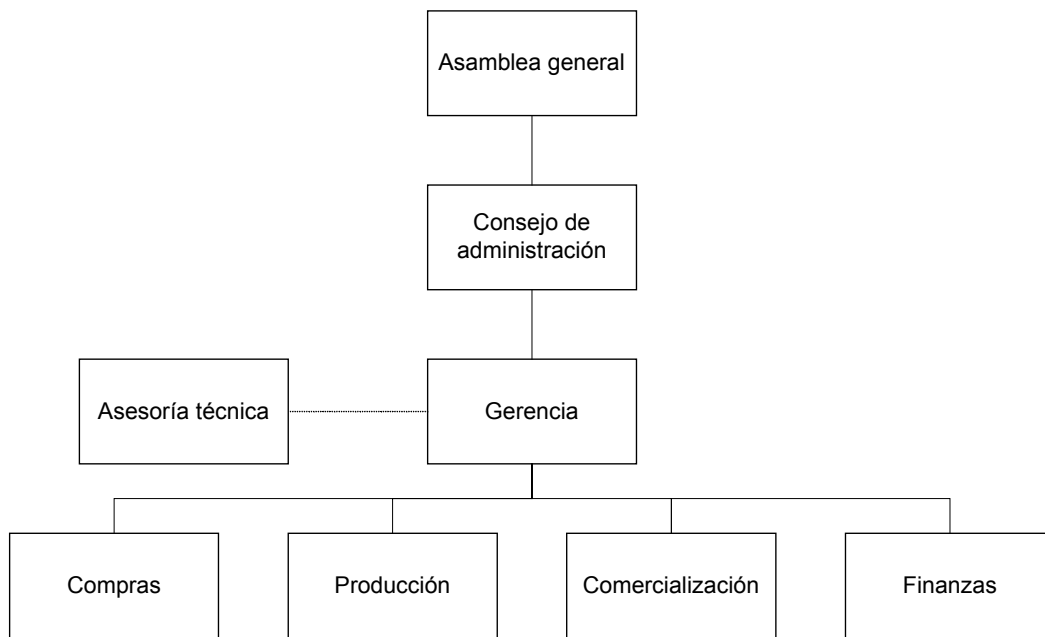 Asamblea general
Consejo de
administración
Asesoría técnica
Gerencia
Compras
Producción
Comercialización
Finanzas